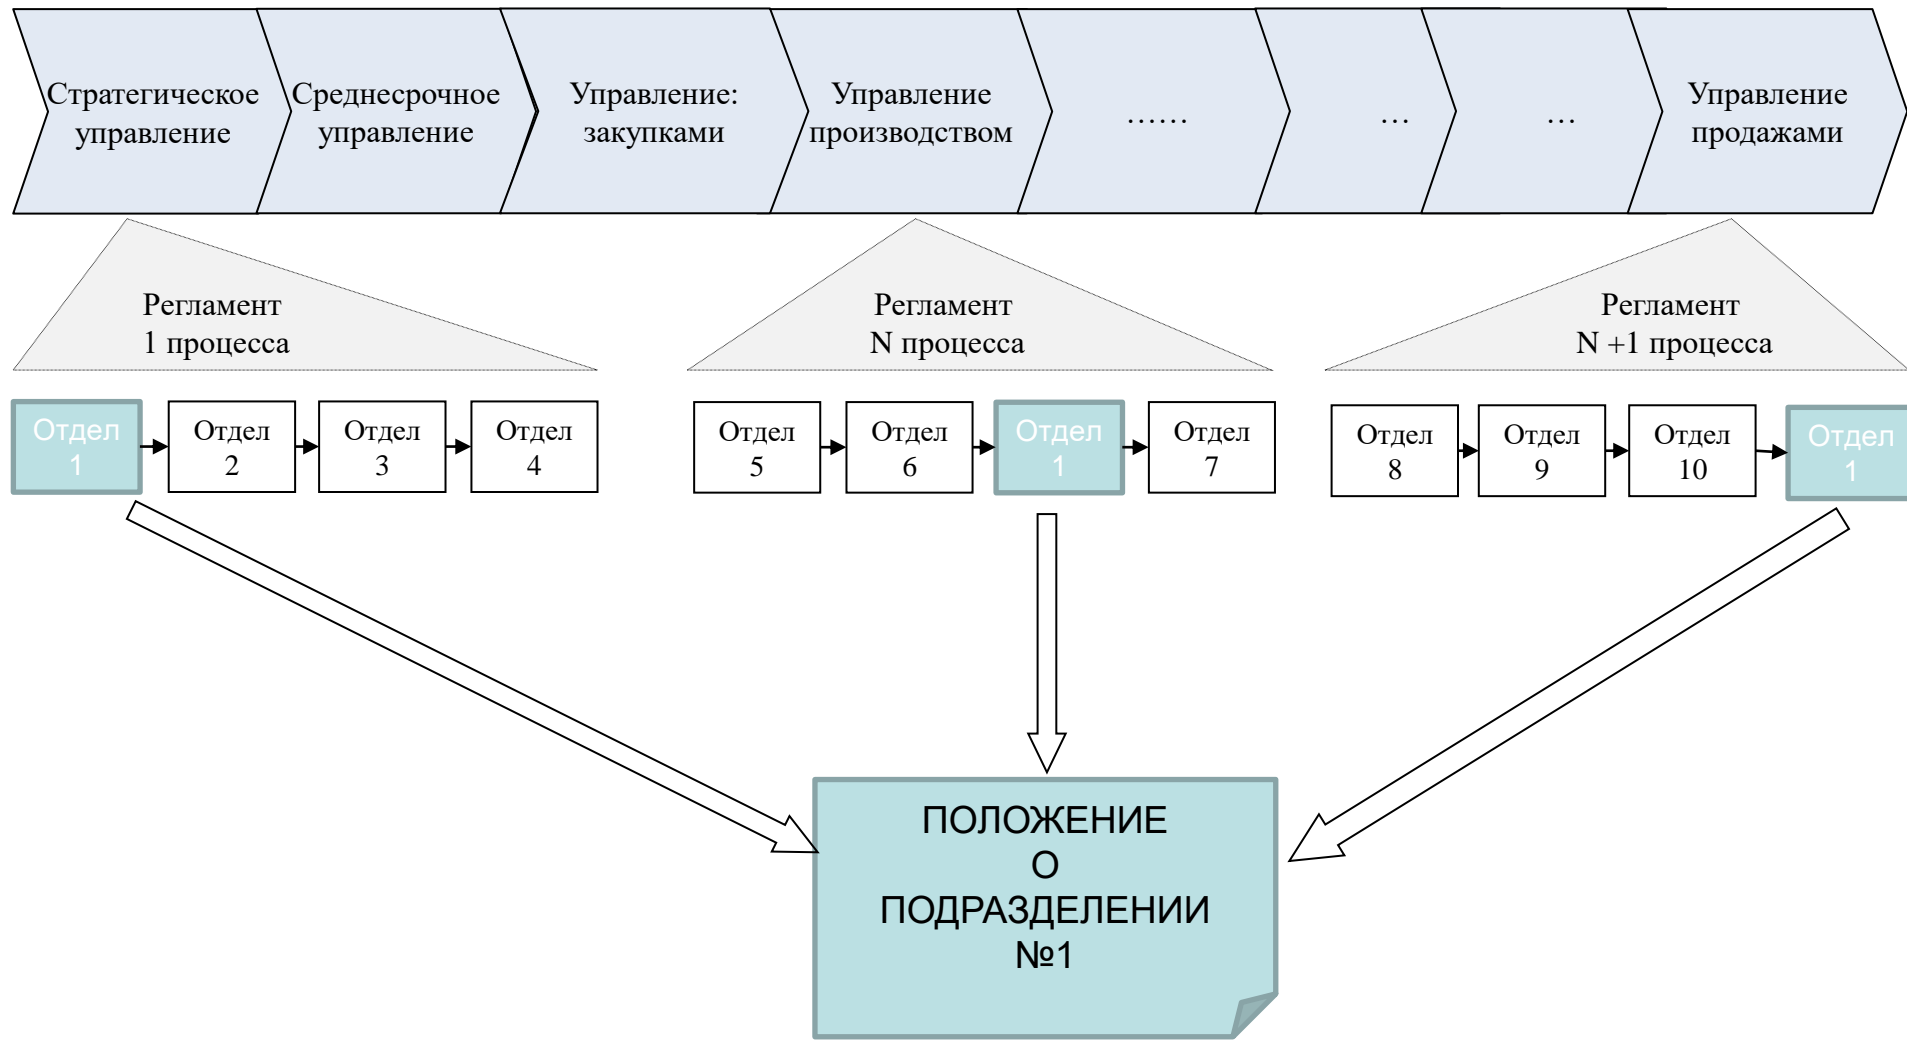 Стратегическое
управление
Среднесрочное
управление
Управление:
закупками
Управление
производством
……
…
…
Управление
продажами
Регламент
1 процесса
Регламент
N процесса
Регламент
N +1 процесса
Отдел
1
Отдел
2
Отдел
3
Отдел
4
Отдел
5
Отдел
6
Отдел
1
Отдел
7
Отдел
8
Отдел
9
Отдел
10
Отдел
1
ПОЛОЖЕНИЕ
О
ПОДРАЗДЕЛЕНИИ
№1